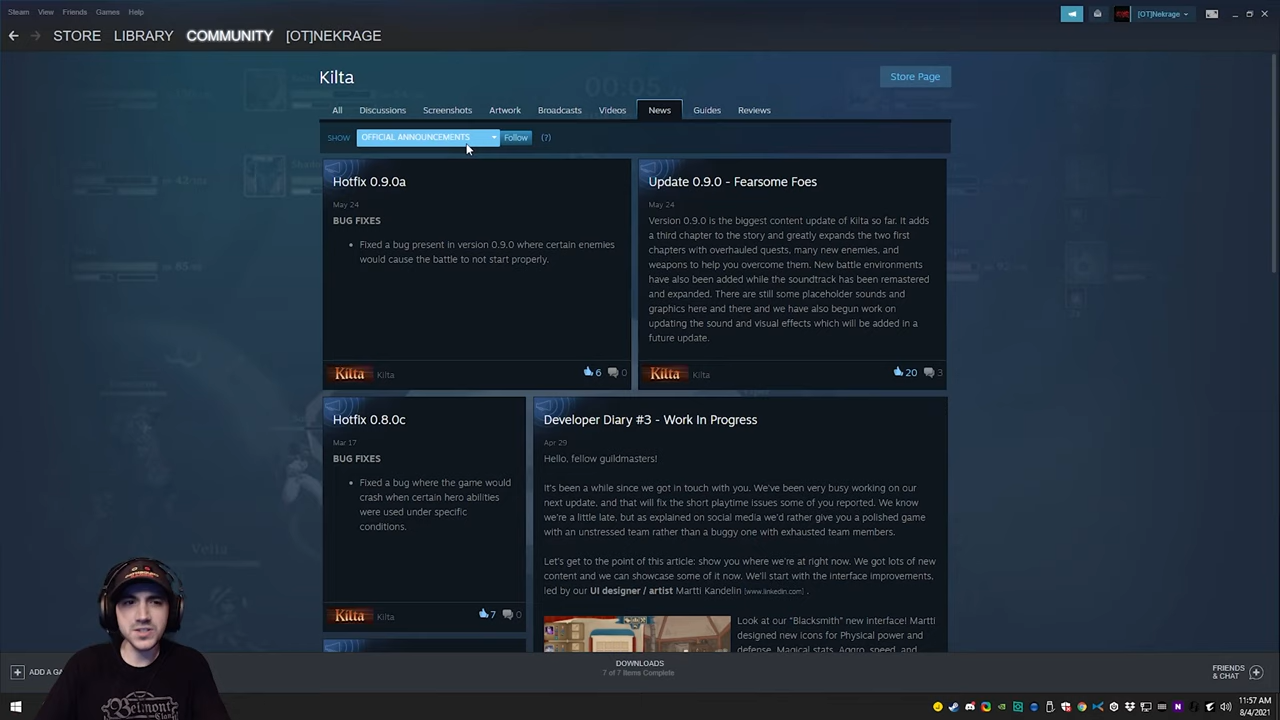 Steam View Friends Games Help
[OT]Nekrage
STORE LIBRARY COMMUNITY [OT]NEKRAGE
Kilta
Store Page
All Discussions Screenshots Artwork Broadcasts Videos News Guides Reviews
SHOW OFFICIAL ANNOUNCEMENTS Follow (7)
00:05
Hotfix 0.9.0a
May 24
BUG FIXES
• Fixed a bug present in version 0.9.0 where certain enemies
would cause the battle to not start properly.
Kilta Kilta 6 0
Update 0.9.0 - Fearsome Foes
May 24
Version 0.9.0 is the biggest content update of Kilta so far. It adds
a third chapter to the story and greatly expands the two first
chapters with overhauled quests, many new enemies, and
weapons to help you overcome them. New battle environments
have also been added while the soundtrack has been remastered
and expanded. There are still some placeholder sounds and
graphics here and there and we have also begun work on
updating the sound and visual effects which will be added in a
future update.
Kilta Kilta 20 3
Hotfix 0.8.0c
Mar 17
BUG FIXES
• Fixed a bug where the game would
crash when certain hero abilities
were used under specific
conditions.
Kilta Kilta 7 0
Developer Diary #3 - Work In Progress
Apr 29
Hello, fellow guildmasters!
It's been a while since we got in touch with you. We've been very busy working on our
next update, and that will fix the short playtime issues some of you reported. We know
we're a little late, but as explained on social media we'd rather give you a polished game
with an unstressed team rather than a buggy one with exhausted team members.
Let's get to the point of this article: show you where we're at right now. We got lots of new
content and we can showcase some of it now. We'll start with the interface improvements,
led by our UI designer / artist Martti Kandelin [www.linkedin.com] .
Look at our "Blacksmith" new interface! Martti
designed new icons for Physical power and
defense, Magical stats, Aggro, speed, and
Velia
Belmont
ADD A GA
DOWNLOADS
7 of 7 Items Complete
FRIENDS
& CHAT
11:57 AM
8/4/2021